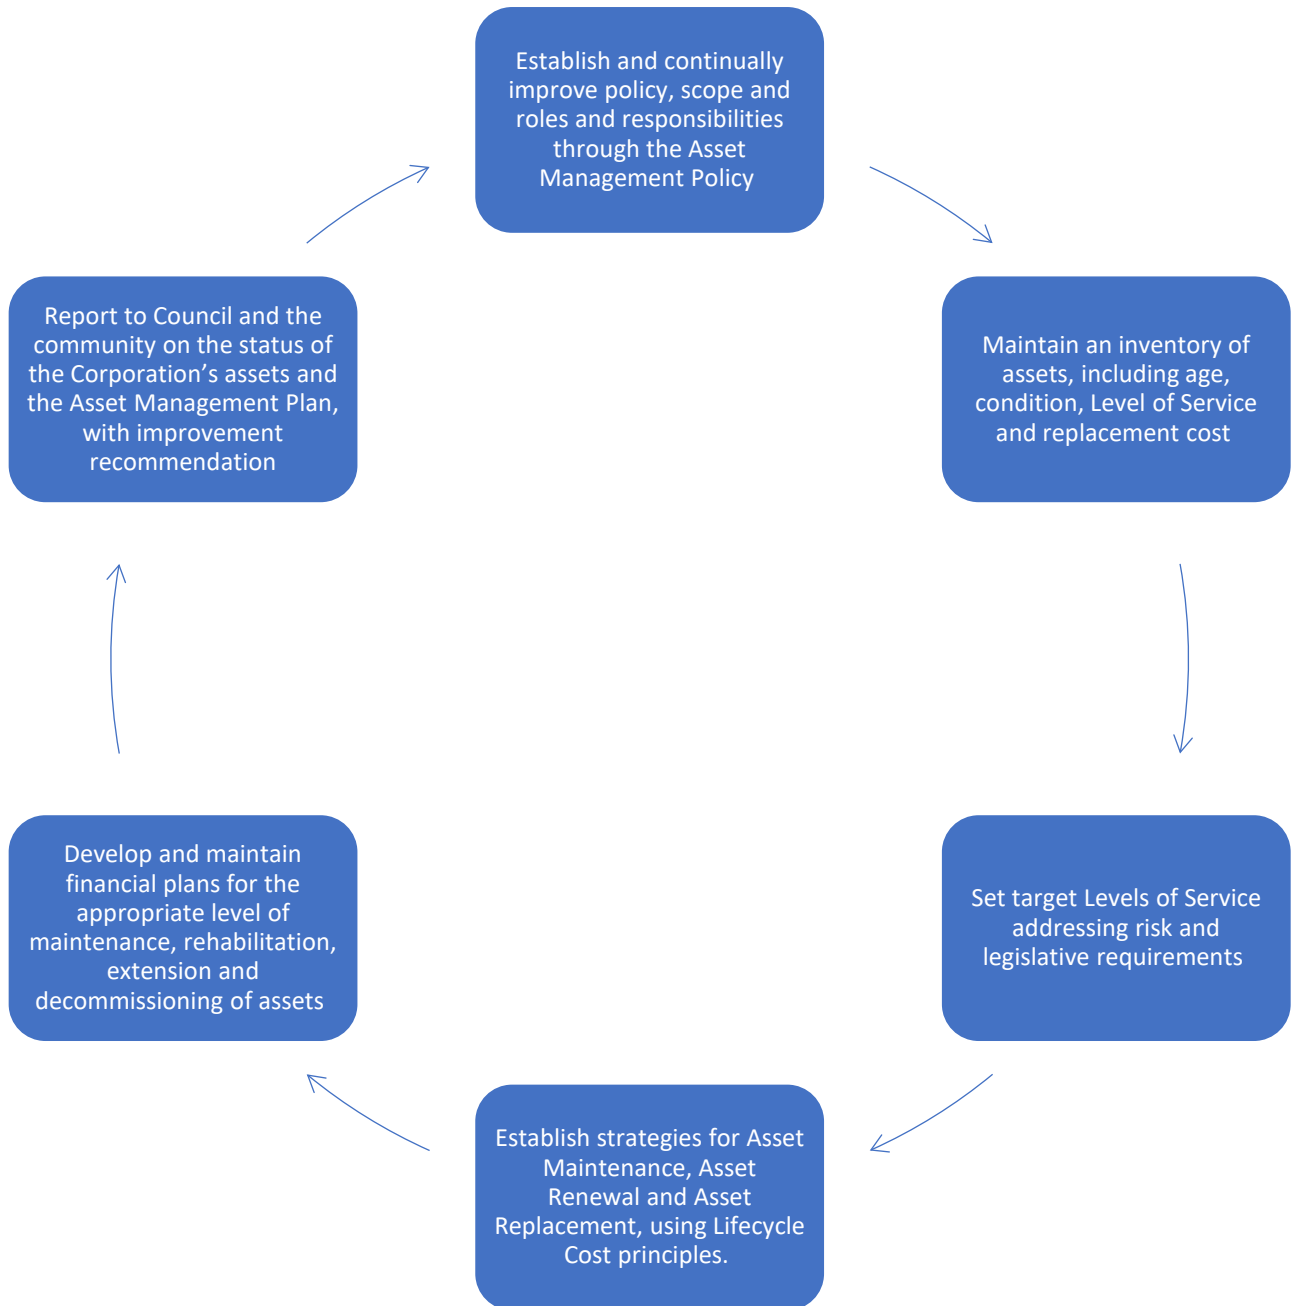 Establish and continually
improve policy, scope and
roles and responsibilities
through the Asset
Management Policy
Maintain an inventory of
assets, including age,
condition, Level of Service
and replacement cost
Set target Levels of Service
addressing risk and
legislative requirements
Establish strategies for Asset
Maintenance, Asset
Renewal and Asset
Replacement, using Lifecycle
Cost principles.
Develop and maintain
financial plans for the
appropriate level of
maintenance, rehabilitation,
extension and
decommissioning of assets
Report to Council and the
community on the status of
the Corporation’s assets and
the Asset Management Plan,
with improvement
recommendation